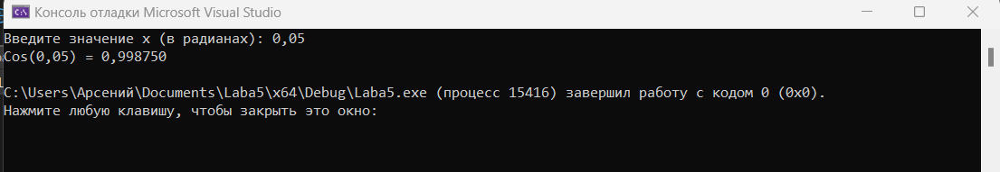 Консоль отладки Microsoft Visual Studio
Введите значение x (в радианах): 0,05
Cos(0,05) = 0,998750
C:\Users\Арсений\Documents\Laba5\x64\Debug\Laba5.exe (процесс 15416) завершил работу с кодом 0 (0x0).
Нажмите любую клавишу, чтобы закрыть это окно: